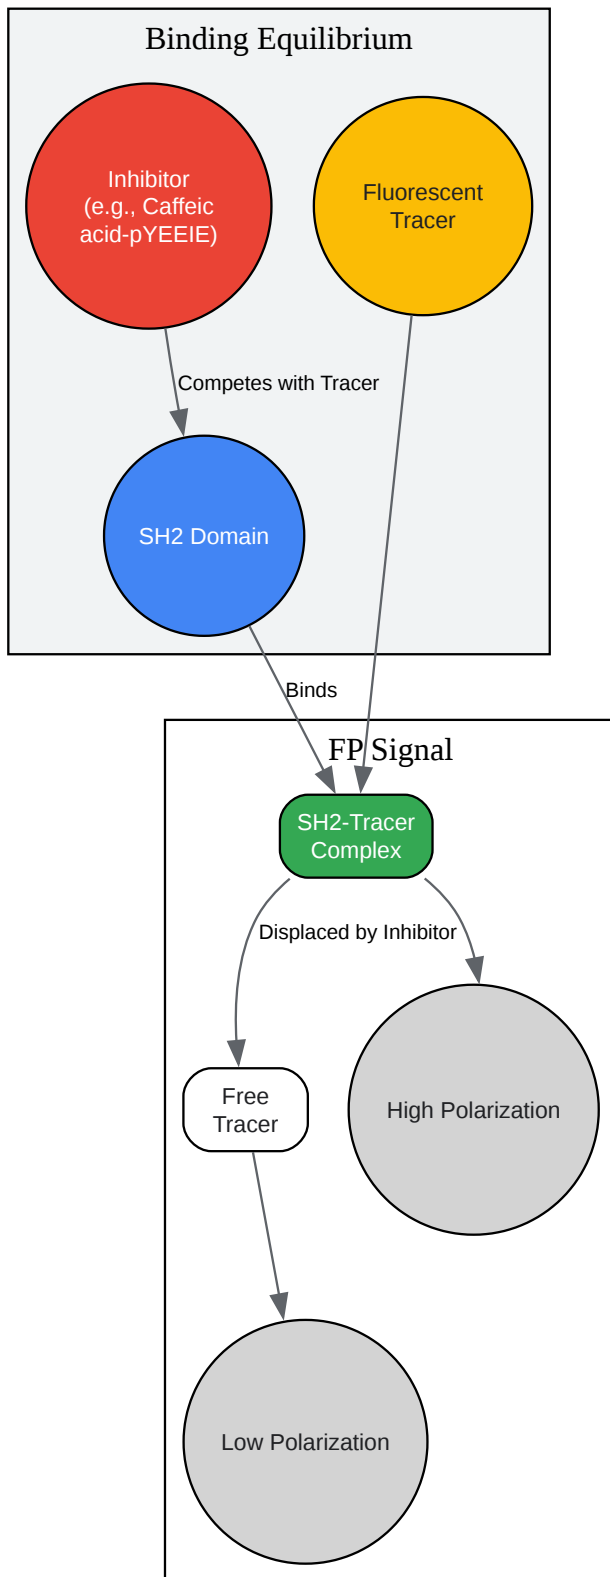 Binding Equilibrium
Inhibitor
(e.g., Caffeic
acid-pYEEIE)
Fluorescent
Tracer
Competes with Tracer
SH2 Domain
Binds
FP Signal
SH2-Tracer
Complex
Displaced by Inhibitor
Free
Tracer
High Polarization
Low Polarization